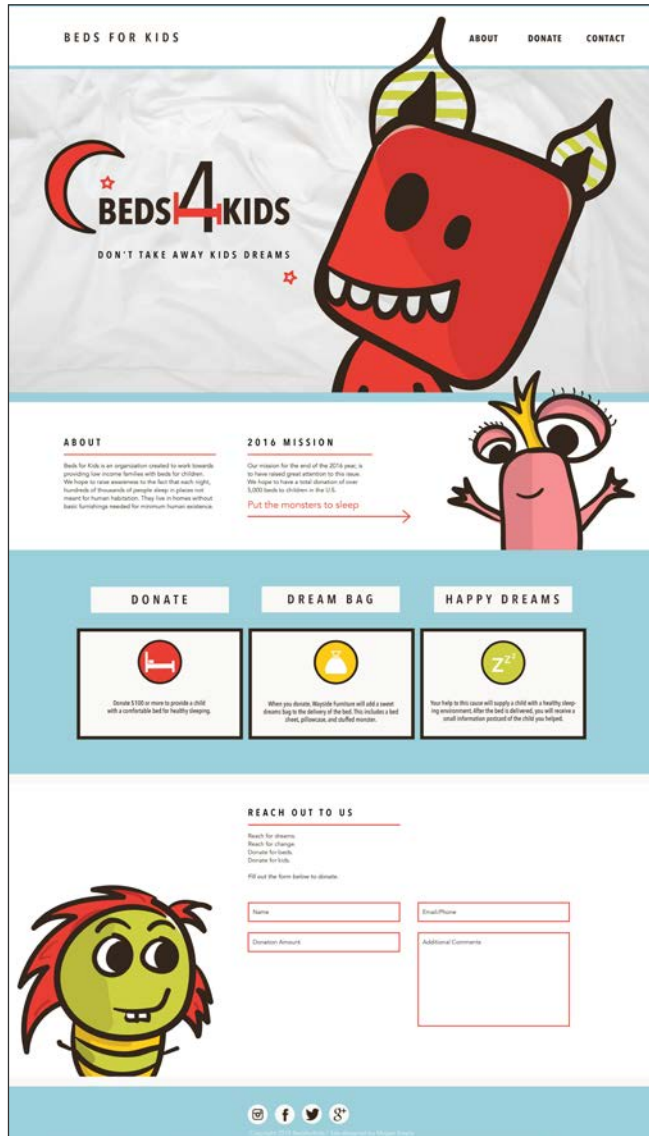 BEDS FOR KIDS
ABOUT
DONATE
CONTACT
BEDS4KIDS
DON'T TAKE AWAY KIDS DREAMS
ABOUT
Beds for Kids is an organization created to work towards
providing low income families with beds for children.
We hope to raise awareness to the fact that each night,
hundreds of thousands of people sleep in places not
meant for human habitation. They live in homes without
basic furnishings needed for minimum human existence.
2016 MISSION
Our mission for the end of the 2016 year, is
to have raised great attention to this issue.
We hope to have a total donation of over
5,000 beds to children in the U.S.
Put the monsters to sleep
DONATE
Donate $100 or more to provide a child
with a comfortable bed for healthy sleeping.
DREAM BAG
When you donate, Wayside Furniture will add a sweet
dreams bag to the delivery of the bed. This includes a bed
sheet, pillowcase, and stuffed monster.
HAPPY DREAMS
Zzz
Your help to this cause will supply a child with a healthy sleep-
ing environment. After the bed is delivered, you will receive a
small information postcard of the child you helped.
REACH OUT TO US
Reach for dreams.
Reach for change.
Donate for beds.
Donate for kids.
Fill out the form below to donate.
Name
Email/Phone
Donation Amount
Additional Comments
f
g+